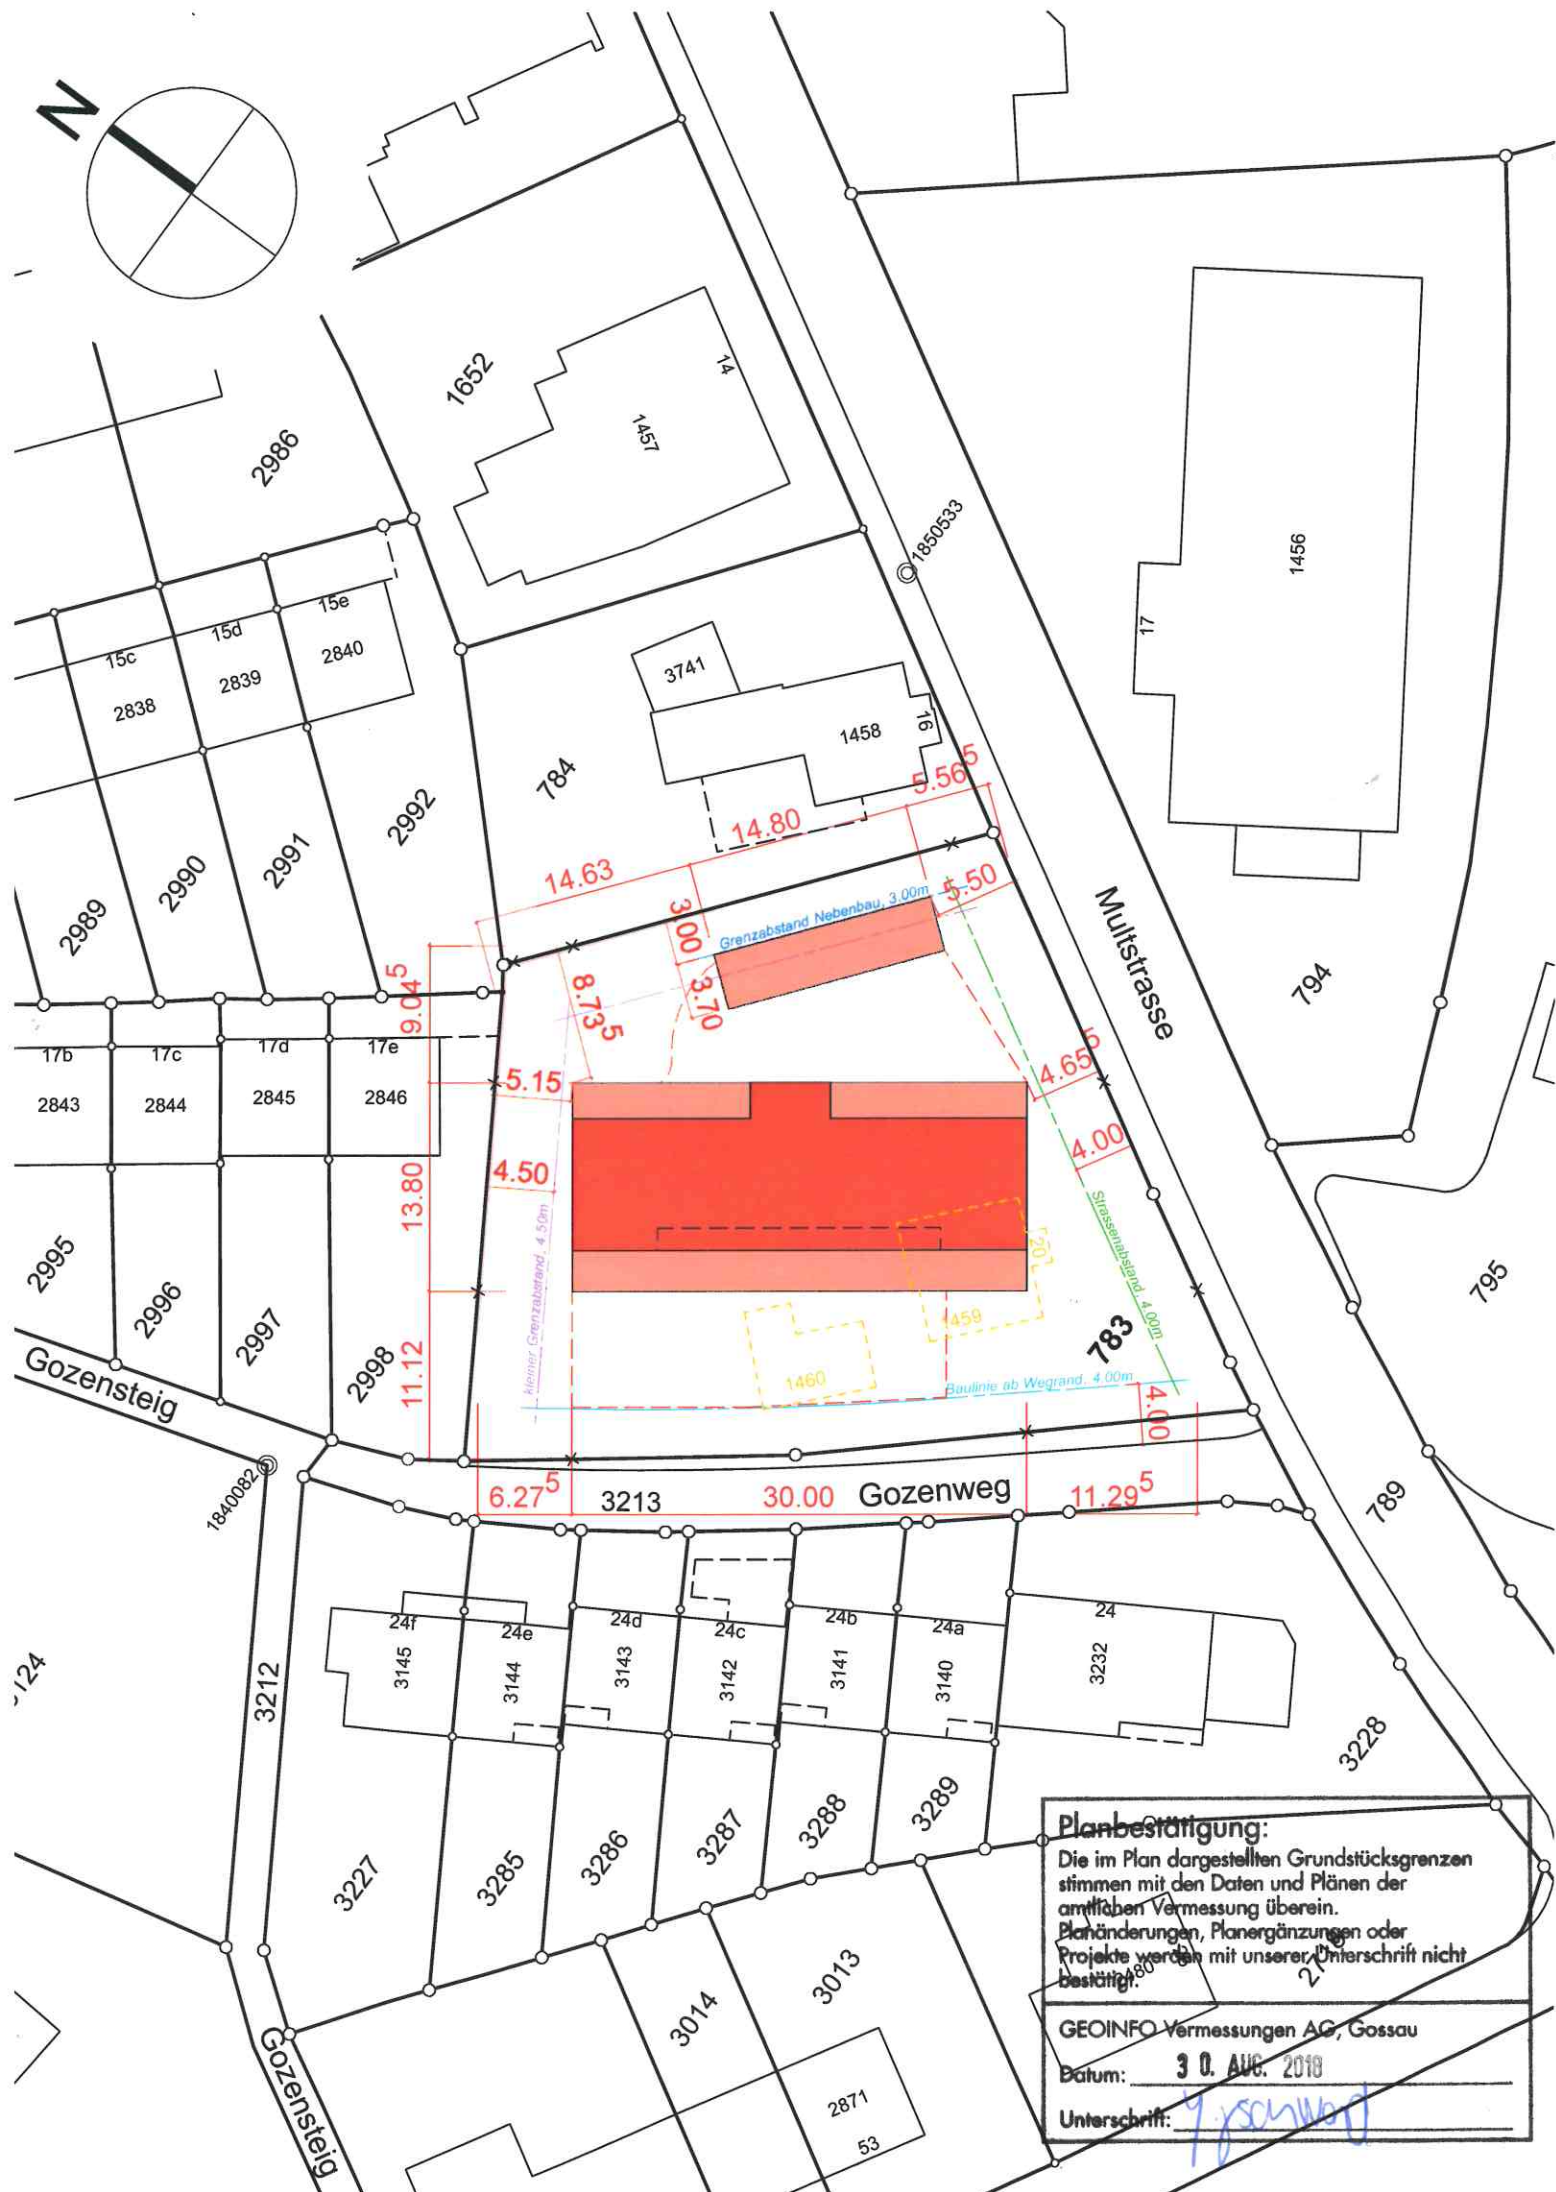 N
1652
14
1457
2986
1850533
1456
17
15c
15d
15e
2838
2839
2840
3741
1458
16
784
2992
2991
2990
2989
5.56⁵
14.80
14.63
5.50
3.00
Grenzabstand Nebenbau, 3.00m
3.70
8.73⁵
9.04⁵
Multstrasse
794
17b
17c
17d
17e
2843
2844
2845
2846
5.15
4.65⁵
4.00
4.50
13.80
kleiner Grenzabstand, 4.50m
Strassenabstand, 4.00m
20
1459
1460
783
795
2995
2996
2997
2998
11.12
Baulinie ab Wegrand, 4.00m
4.00
Gozensteig
1840082
6.27⁵
3213
30.00
Gozenweg
11.29⁵
789
24f
24e
24d
24c
24b
24a
24
3145
3144
3143
3142
3141
3140
3232
3212
3228
3227
3285
3286
3287
3288
3289
3014
3013
2871
53
Gozensteig
Planbestätigung:
Die im Plan dargestellten Grundstücksgrenzen
stimmen mit den Daten und Plänen der
amtlichen Vermessung überein.
Planänderungen, Planergänzungen oder
Projekte werden mit unserer Unterschrift nicht
bestätigt.
GEOINFO Vermessungen AG, Gossau
Datum: 30. AUG. 2018
Unterschrift: